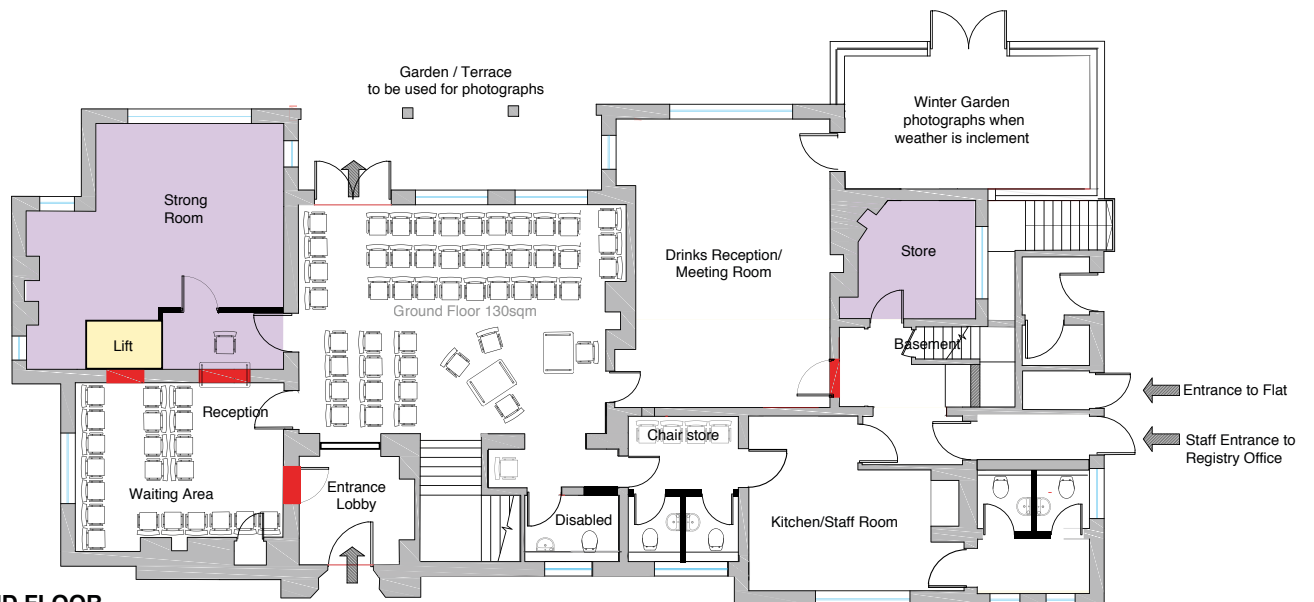 Garden / Terrace
to be used for photographs
Winter Garden
photographs when
weather is inclement
Strong
Room
Store
Drinks Reception/
Meeting Room
Ground Floor 130sqm
Lift
Basement
Reception
Entrance to Flat
Chair store
Staff Entrance to
Registry Office
Waiting Area
Entrance
Lobby
Disabled
Kitchen/Staff Room
FLOOR